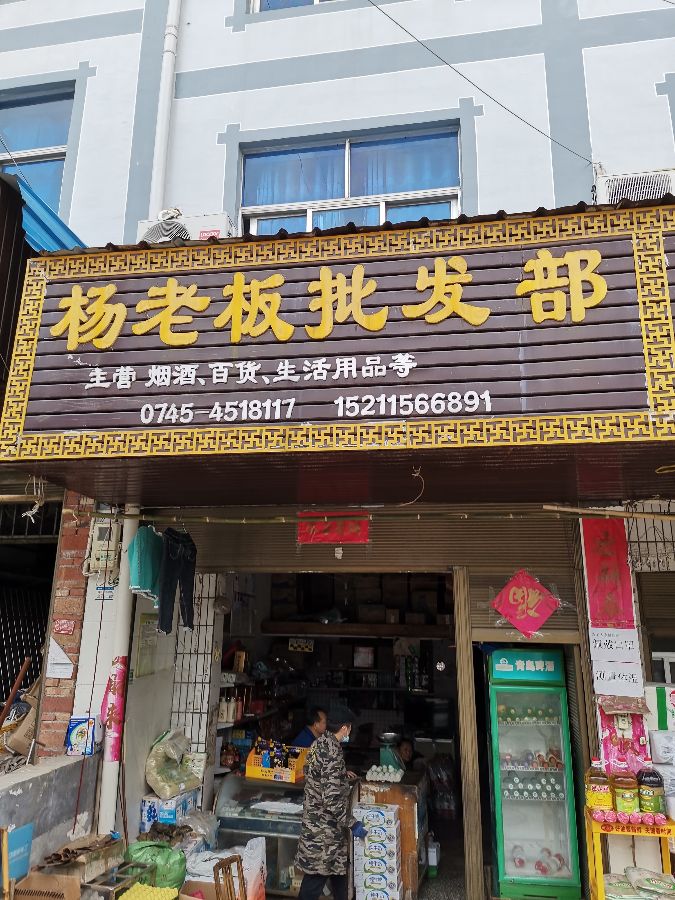 杨老板批发部
主营 烟酒、百货、生活用品等
0745-4518117 15211566891
青岛啤酒